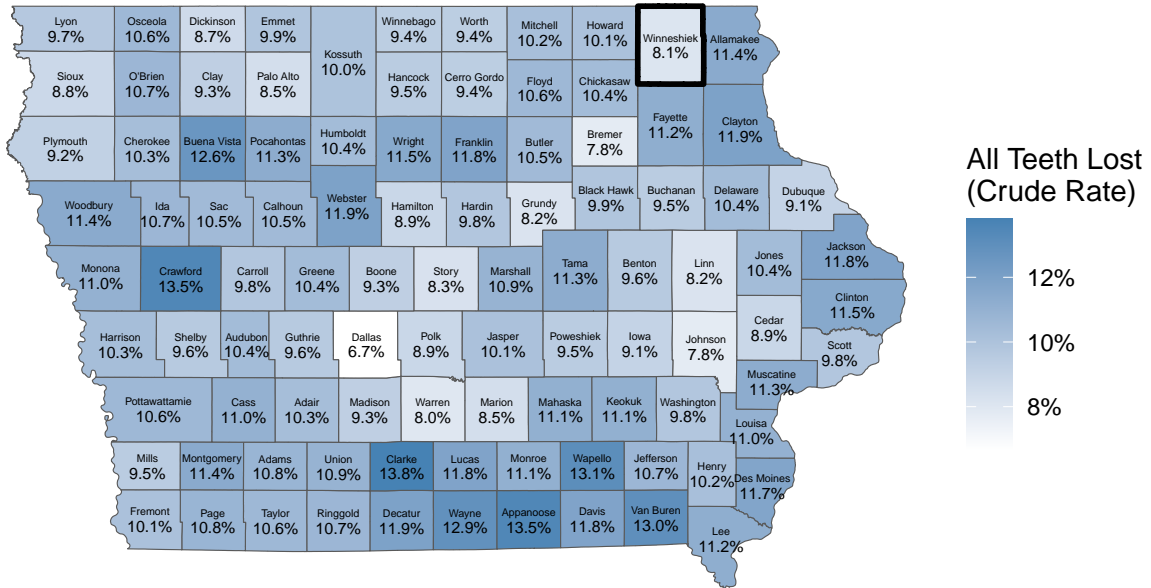 Lyon
9.7%
Osceola
10.6%
Dickinson
8.7%
Emmet
9.9%
Kossuth
10.0%
Winnebago
9.4%
Worth
9.4%
Mitchell
10.2%
Howard
10.1%
Winneshiek
8.1%
Allamakee
11.4%
Sioux
8.8%
O'Brien
10.7%
Clay
9.3%
Palo Alto
8.5%
Hancock
9.5%
Cerro Gordo
9.4%
Floyd
10.6%
Chickasaw
10.4%
Plymouth
9.2%
Cherokee
10.3%
Buena Vista
12.6%
Pocahontas
11.3%
Humboldt
10.4%
Wright
11.5%
Franklin
11.8%
Butler
10.5%
Bremer
7.8%
Fayette
11.2%
Clayton
11.9%
Woodbury
11.4%
Ida
10.7%
Sac
10.5%
Calhoun
10.5%
Webster
11.9%
Hamilton
8.9%
Hardin
9.8%
Grundy
8.2%
Black Hawk
9.9%
Buchanan
9.5%
Delaware
10.4%
Dubuque
9.1%
Monona
11.0%
Crawford
13.5%
Carroll
9.8%
Greene
10.4%
Boone
9.3%
Story
8.3%
Marshall
10.9%
Tama
11.3%
Benton
9.6%
Linn
8.2%
Jones
10.4%
Jackson
11.8%
Clinton
11.5%
Harrison
10.3%
Shelby
9.6%
Audubon
10.4%
Guthrie
9.6%
Dallas
6.7%
Polk
8.9%
Jasper
10.1%
Poweshiek
9.5%
Iowa
9.1%
Johnson
7.8%
Cedar
8.9%
Scott
9.8%
Muscatine
11.3%
Pottawattamie
10.6%
Cass
11.0%
Adair
10.3%
Madison
9.3%
Warren
8.0%
Marion
8.5%
Mahaska
11.1%
Keokuk
11.1%
Washington
9.8%
Louisa
11.0%
Mills
9.5%
Montgomery
11.4%
Adams
10.8%
Union
10.9%
Clarke
13.8%
Lucas
11.8%
Monroe
11.1%
Wapello
13.1%
Jefferson
10.7%
Henry
10.2%
Des Moines
11.7%
Fremont
10.1%
Page
10.8%
Taylor
10.6%
Ringgold
10.7%
Decatur
11.9%
Wayne
12.9%
Appanoose
13.5%
Davis
11.8%
Van Buren
13.0%
Lee
11.2%
All Teeth Lost
(Crude Rate)
12%
10%
8%